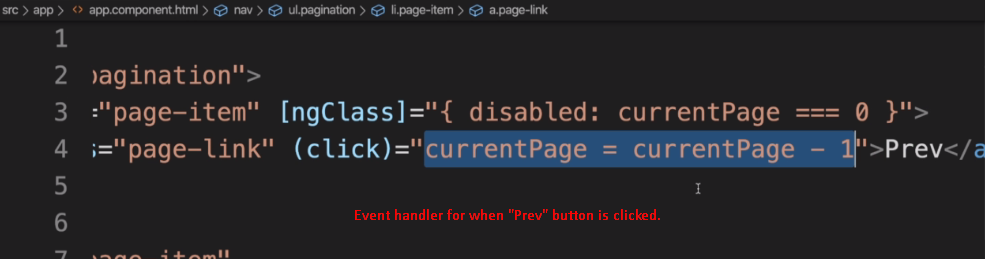 src > app > app.component.html > nav > ul.pagination > li.page-item > a.page-link
1
2 pagination">
3 ="page-item" [ngClass]="{ disabled: currentPage === 0 }">
4 s="page-link" (click)="currentPage = currentPage - 1">Prev</a
5
Event handler for when "Prev" button is clicked.
6
7 page-item"